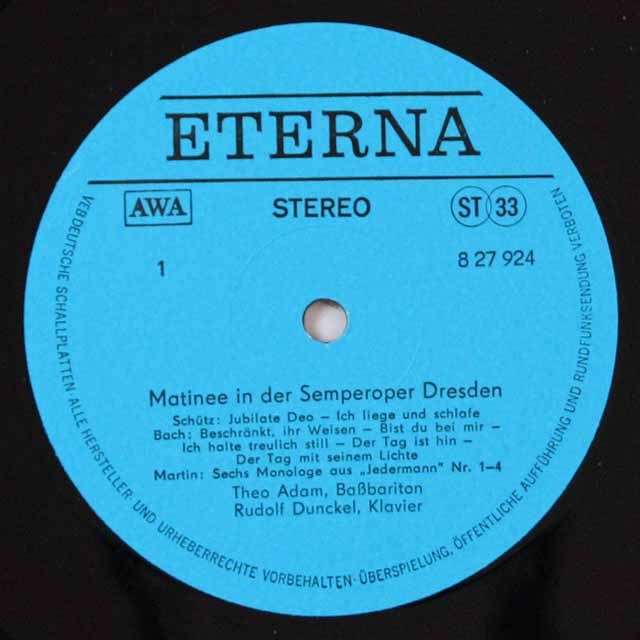 ETERNA
AWA
STEREO
ST 33
1
8 27 924
Matinee in der Semperoper Dresden
Schütz: Jubilate Deo – Ich liege und schlafe
Bach: Beschränkt, ihr Weisen – Bist du bei mir –
Ich halte treulich still – Der Tag ist hin –
Der Tag mit seinem Lichte
Martin: Sechs Monologe aus „Jedermann" Nr. 1–4
Theo Adam, Baßbariton
Rudolf Dunckel, Klavier
VEB DEUTSCHE SCHALLPLATTEN · ALLE HERSTELLER- UND URHEBERRECHTE VORBEHALTEN · ÜBERSPIELUNG, ÖFFENTLICHE AUFFÜHRUNG UND RUNDFUNKSENDUNG VERBOTEN